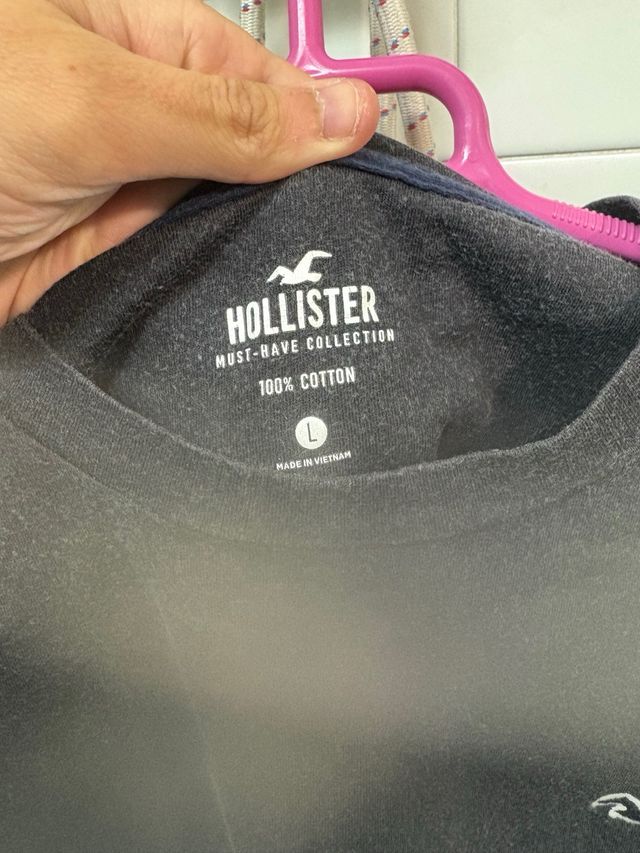 HOLLISTER
MUST-HAVE COLLECTION
100% COTTON
L
MADE IN VIETNAM